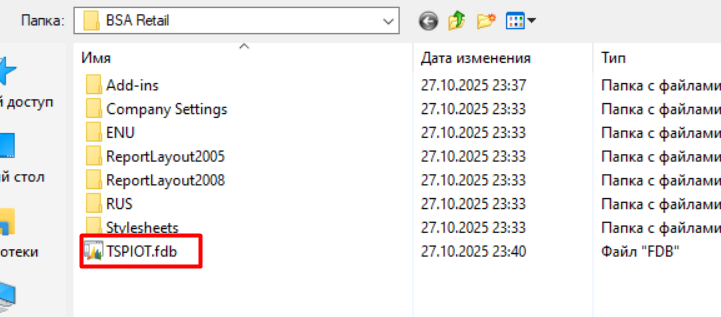 Папка: BSA Retail
Имя Дата изменения Тип
Add-ins 27.10.2025 23:37 Папка с файлами
й доступ
Company Settings 27.10.2025 23:33 Папка с файлами
ENU 27.10.2025 23:33 Папка с файлами
ReportLayout2005 27.10.2025 23:33 Папка с файлами
й стол
ReportLayout2008 27.10.2025 23:33 Папка с файлами
RUS 27.10.2025 23:33 Папка с файлами
Stylesheets 27.10.2025 23:33 Папка с файлами
отеки
TSPIOT.fdb 27.10.2025 23:40 Файл "FDB"